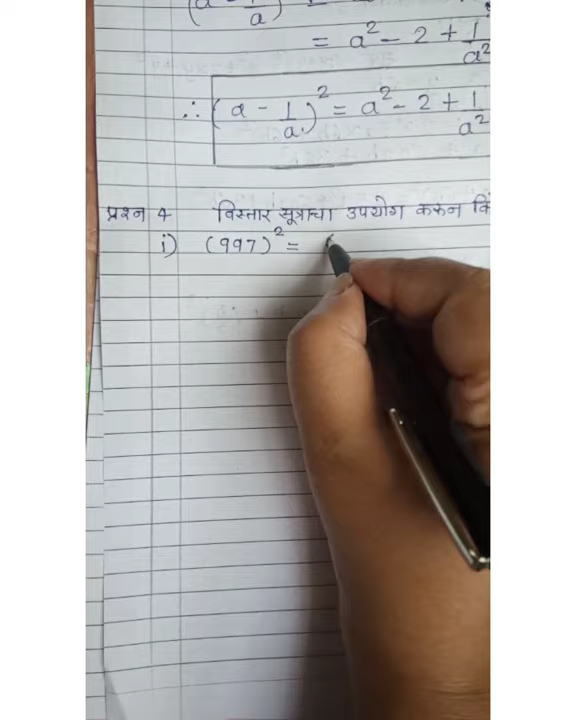 = a² - 2 + 1/a²
∴ (a - 1/a)² = a² - 2 + 1/a²
प्रश्न 4 विस्तार सूत्राचा उपयोग करून
i) (997)² =